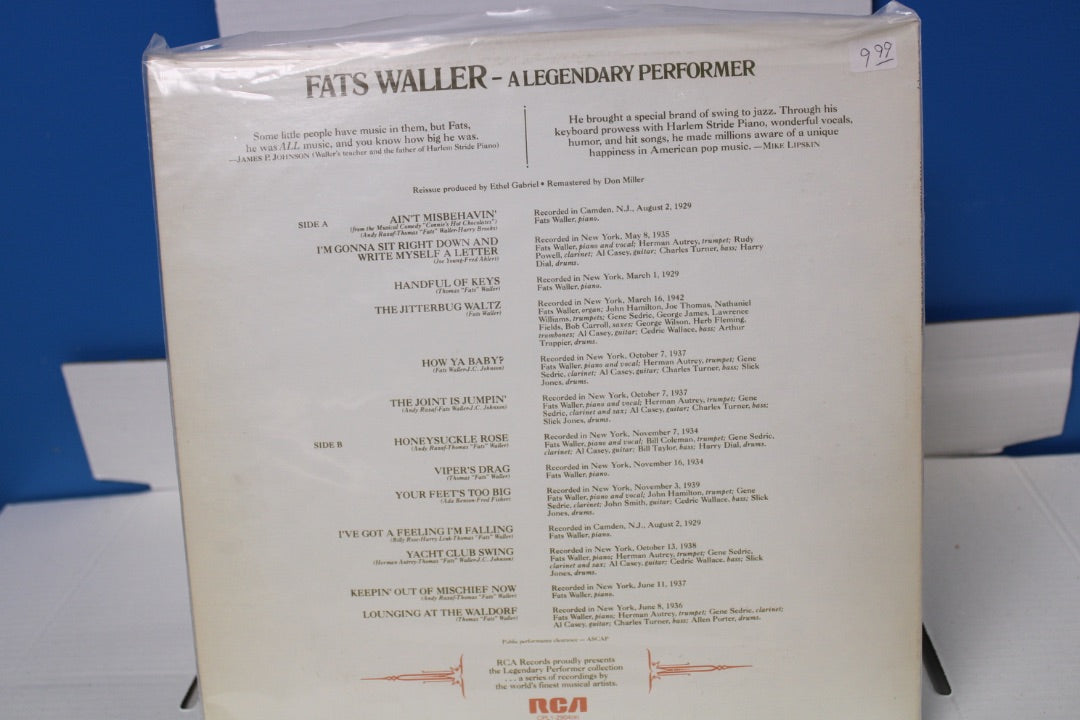 9 99
FATS WALLER – A LEGENDARY PERFORMER
Some little people have music in them, but Fats,
he was ALL music, and you know how big he was.
—JAMES P. JOHNSON (Waller's teacher and the father of Harlem Stride Piano)
He brought a special brand of swing to jazz. Through his
keyboard prowess with Harlem Stride Piano, wonderful vocals,
humor, and hit songs, he made millions aware of a unique
happiness in American pop music. —MIKE LIPSKIN
Reissue produced by Ethel Gabriel • Remastered by Don Miller
SIDE A
AIN'T MISBEHAVIN'
(from the Musical Comedy "Connie's Hot Chocolates")
(Andy Razaf-Thomas "Fats" Waller-Harry Brooks)
Recorded in Camden, N.J., August 2, 1929
Fats Waller, piano.
I'M GONNA SIT RIGHT DOWN AND
WRITE MYSELF A LETTER
(Joe Young-Fred Ahlert)
Recorded in New York, May 8, 1935
Fats Waller, piano and vocal; Herman Autrey, trumpet; Rudy
Powell, clarinet; Al Casey, guitar; Charles Turner, bass; Harry
Dial, drums.
HANDFUL OF KEYS
(Thomas "Fats" Waller)
Recorded in New York, March 1, 1929
Fats Waller, piano.
THE JITTERBUG WALTZ
(Fats Waller)
Recorded in New York, March 16, 1942
Fats Waller, organ; John Hamilton, Joe Thomas, Nathaniel
Williams, trumpets; Gene Sedric, George James, Lawrence
Fields, Bob Carroll, saxes; George Wilson, Herb Fleming,
trombones; Al Casey, guitar; Cedric Wallace, bass; Arthur
Trappier, drums.
HOW YA BABY?
(Fats Waller-J.C. Johnson)
Recorded in New York, October 7, 1937
Fats Waller, piano and vocal; Herman Autrey, trumpet; Gene
Sedric, clarinet; Al Casey, guitar; Charles Turner, bass; Slick
Jones, drums.
THE JOINT IS JUMPIN'
(Andy Razaf-Fats Waller-J.C. Johnson)
Recorded in New York, October 7, 1937
Fats Waller, piano and vocal; Herman Autrey, trumpet; Gene
Sedric, clarinet and sax; Al Casey, guitar; Charles Turner, bass;
Slick Jones, drums.
SIDE B
HONEYSUCKLE ROSE
(Andy Razaf-Thomas "Fats" Waller)
Recorded in New York, November 7, 1934
Fats Waller, piano and vocal; Bill Coleman, trumpet; Gene Sedric,
clarinet; Al Casey, guitar; Bill Taylor, bass; Harry Dial, drums.
VIPER'S DRAG
(Thomas "Fats" Waller)
Recorded in New York, November 16, 1934
Fats Waller, piano.
YOUR FEET'S TOO BIG
(Ada Benson-Fred Fisher)
Recorded in New York, November 3, 1939
Fats Waller, piano and vocal; John Hamilton, trumpet; Gene
Sedric, clarinet; John Smith, guitar; Cedric Wallace, bass; Slick
Jones, drums.
I'VE GOT A FEELING I'M FALLING
(Billy Rose-Harry Link-Thomas "Fats" Waller)
Recorded in Camden, N.J., August 2, 1929
Fats Waller, piano.
YACHT CLUB SWING
(Herman Autrey-Thomas "Fats" Waller-J.C. Johnson)
Recorded in New York, October 13, 1938
Fats Waller, piano; Herman Autrey, trumpet; Gene Sedric,
clarinet and sax; Al Casey, guitar; Cedric Wallace, bass; Slick
Jones, drums.
KEEPIN' OUT OF MISCHIEF NOW
(Andy Razaf-Thomas "Fats" Waller)
Recorded in New York, June 11, 1937
Fats Waller, piano.
LOUNGING AT THE WALDORF
(Thomas "Fats" Waller)
Recorded in New York, June 8, 1936
Fats Waller, piano; Herman Autrey, trumpet; Gene Sedric, clarinet;
Al Casey, guitar; Charles Turner, bass; Allen Porter, drums.
Public performance clearance — ASCAP
RCA Records proudly presents
the Legendary Performer collection
. . . a series of recordings by
the world's finest musical artists.
RCA
CPL1-2904(e)